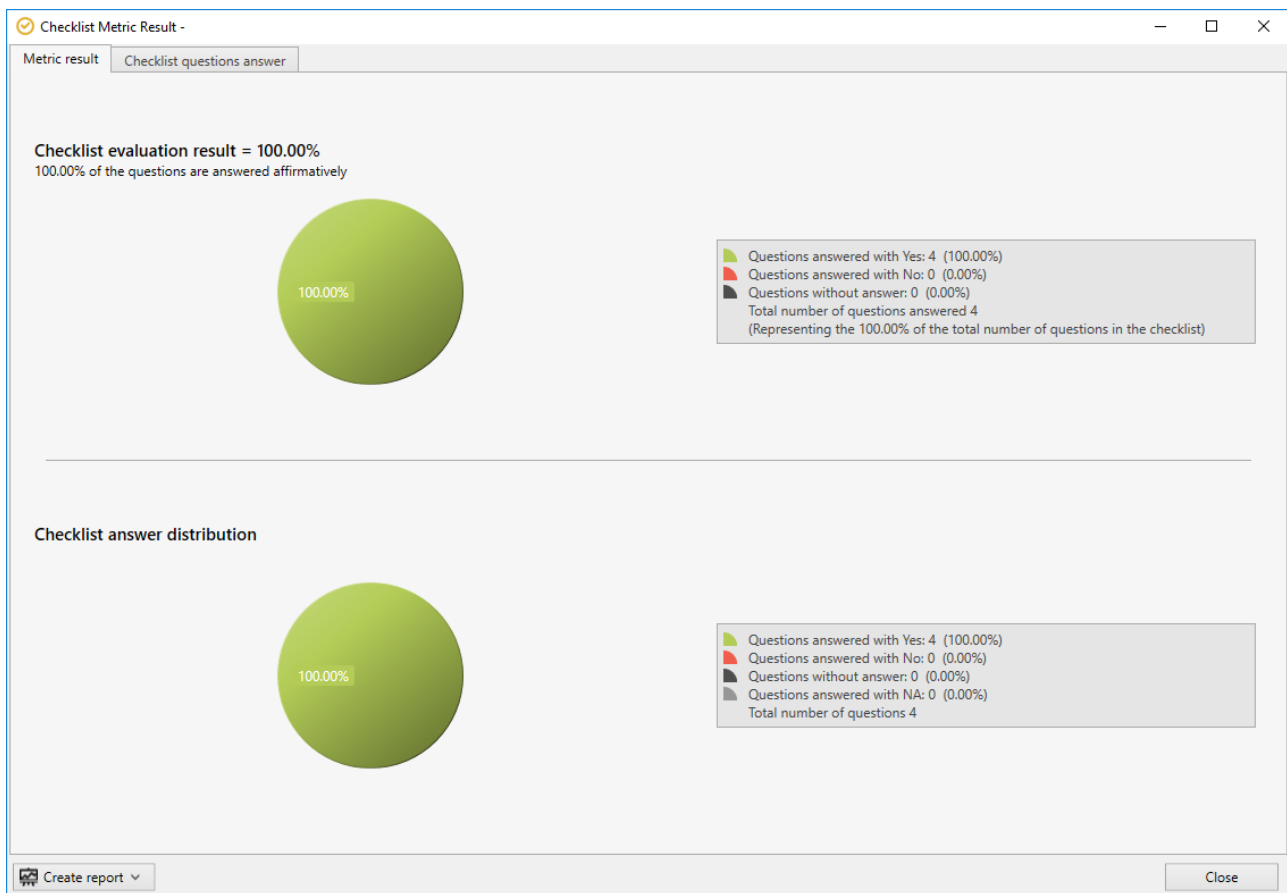 Checklist Metric Result -
Metric result
Checklist questions answer
Checklist evaluation result = 100.00%
100.00% of the questions are answered affirmatively
100.00%
Questions answered with Yes: 4 (100.00%)
Questions answered with No: 0 (0.00%)
Questions without answer: 0 (0.00%)
Total number of questions answered 4
(Representing the 100.00% of the total number of questions in the checklist)
Checklist answer distribution
100.00%
Questions answered with Yes: 4 (100.00%)
Questions answered with No: 0 (0.00%)
Questions without answer: 0 (0.00%)
Questions answered with NA: 0 (0.00%)
Total number of questions 4
Create report
Close